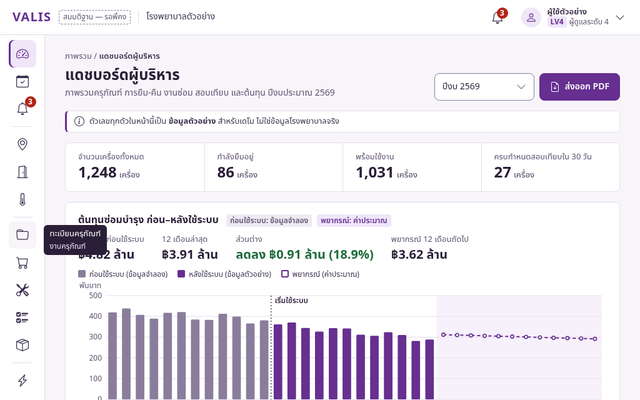 VALIS
สมมติฐาน — รอพี่คง
โรงพยาบาลตัวอย่าง
3
ผู้ใช้ตัวอย่าง
LV4 ผู้ดูแลระดับ 4
3
ภาพรวม / แดชบอร์ดผู้บริหาร
แดชบอร์ดผู้บริหาร
ภาพรวมครุภัณฑ์ การยืม-คืน งานซ่อม สอบเทียบ และต้นทุน ปีงบประมาณ 2569
ปีงบ 2569
ส่งออก PDF
ตัวเลขทุกตัวในหน้านี้เป็น ข้อมูลตัวอย่าง สำหรับเดโม ไม่ใช่ข้อมูลโรงพยาบาลจริง
จำนวนเครื่องทั้งหมด
1,248 เครื่อง
กำลังยืมอยู่
86 เครื่อง
พร้อมใช้งาน
1,031 เครื่อง
ครบกำหนดสอบเทียบใน 30 วัน
27 เครื่อง
ต้นทุนซ่อมบำรุง ก่อน–หลังใช้ระบบ
ก่อนใช้ระบบ: ข้อมูลจำลอง
พยากรณ์: ค่าประมาณ
ทะเบียนครุภัณฑ์
งานครุภัณฑ์
ก่อนใช้ระบบ
฿4.82 ล้าน
12 เดือนล่าสุด
฿3.91 ล้าน
ส่วนต่าง
ลดลง ฿0.91 ล้าน (18.9%)
พยากรณ์ 12 เดือนถัดไป
฿3.62 ล้าน
ก่อนใช้ระบบ (ข้อมูลจำลอง)
หลังใช้ระบบ (ข้อมูลตัวอย่าง)
พยากรณ์ (ค่าประมาณ)
พันบาท
500
เริ่มใช้ระบบ
400
300
200
100
0